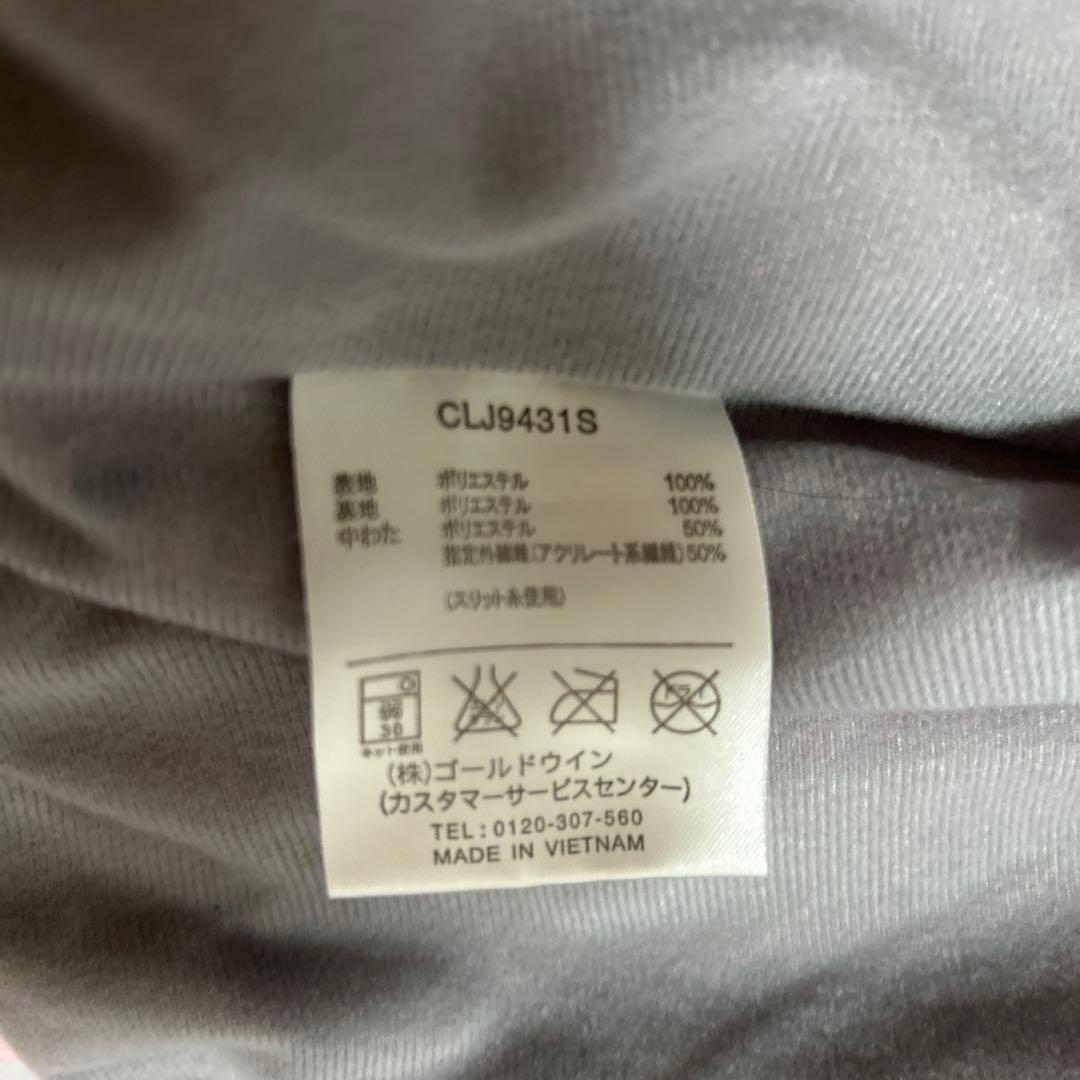 CLJ9431S
表地 ポリエステル 100%
裏地 ポリエステル 100%
中わた ポリエステル 50%
指定外繊維(アクリレート系繊維)50%
(スリット糸使用)
30
ネット使用
ドライ
(株)ゴールドウイン
(カスタマーサービスセンター)
TEL:0120-307-560
MADE IN VIETNAM